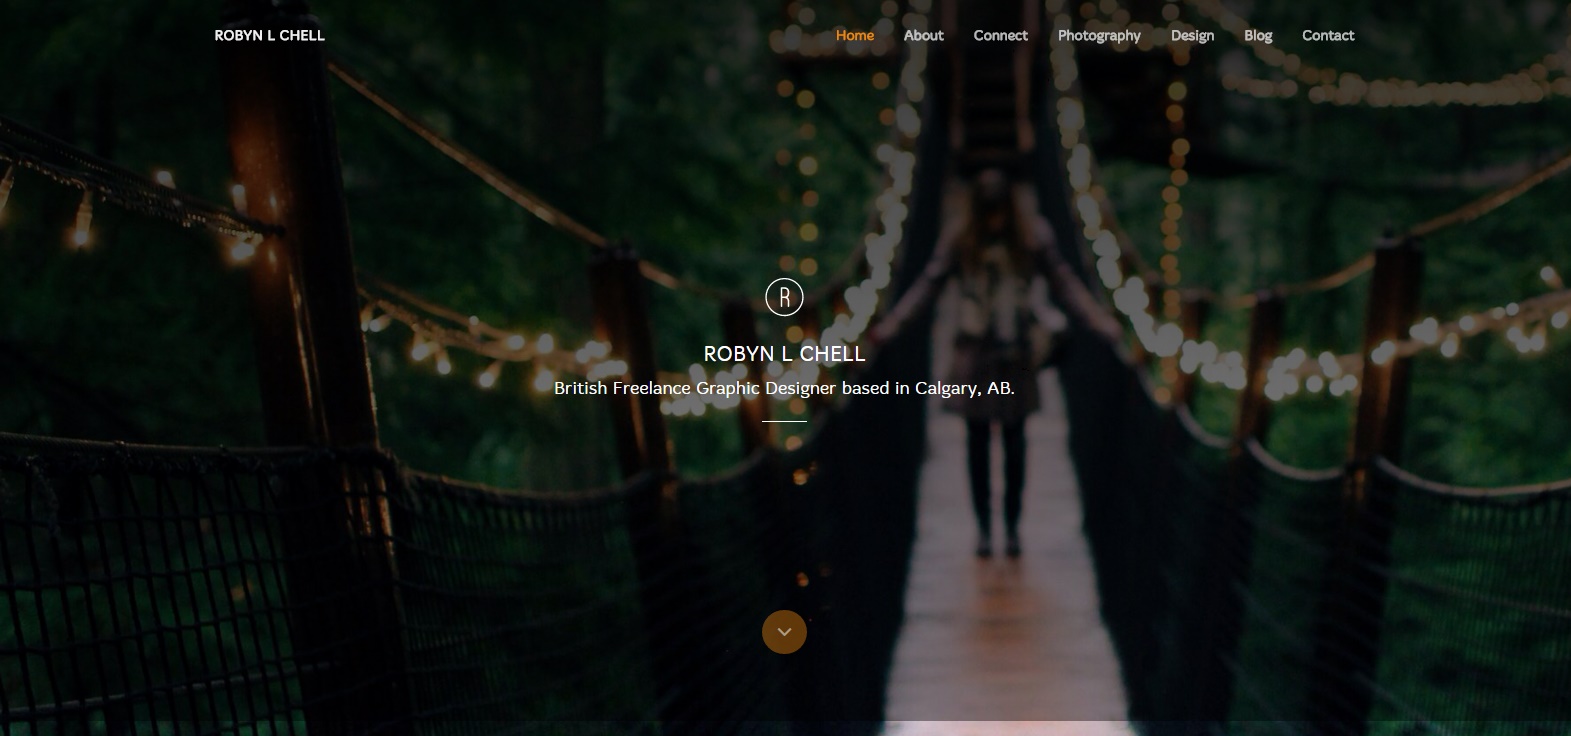 ROBYN L CHELL
Home About Connect Photography Design Blog Contact
R
ROBYN L CHELL
British Freelance Graphic Designer based in Calgary, AB.